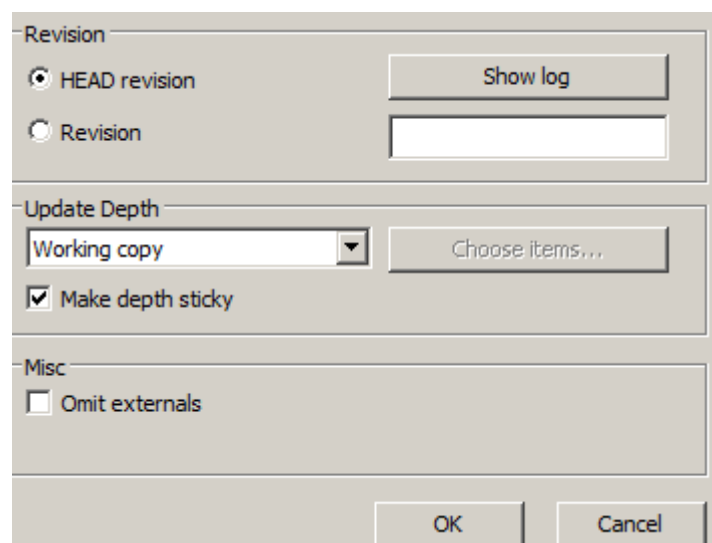 Revision
HEAD revision
Show log
Revision
Update Depth
Working copy
Choose items...
Make depth sticky
Misc
Omit externals
OK
Cancel